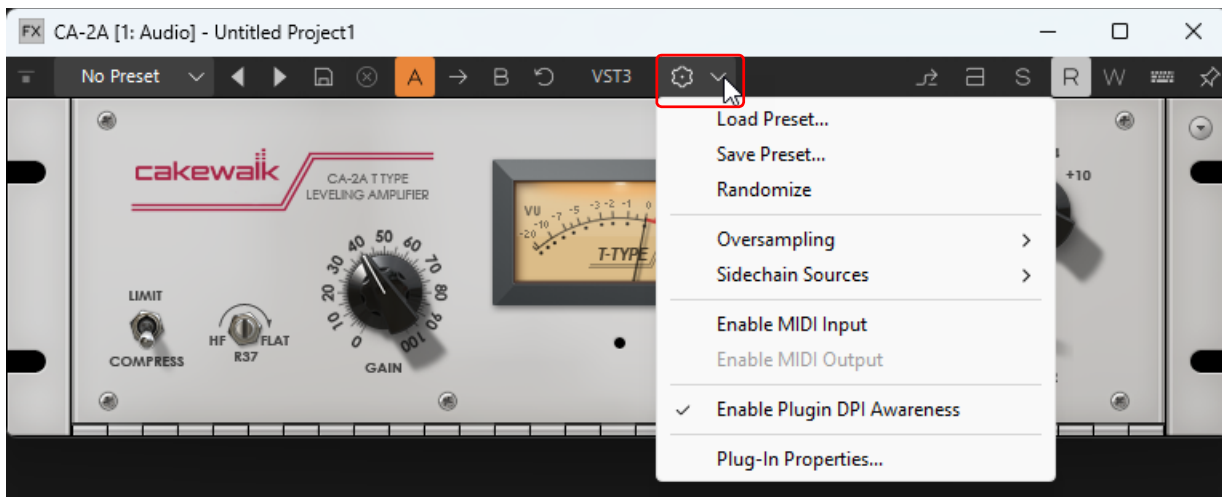 FX CA-2A [1: Audio] - Untitled Project1
No Preset A B VST3 a S R W
Load Preset...
Save Preset...
Randomize
Oversampling
Sidechain Sources
Enable MIDI Input
Enable MIDI Output
Enable Plugin DPI Awareness
Plug-In Properties...
cakewalk
CA-2A T TYPE
LEVELING AMPLIFIER
LIMIT
COMPRESS
HF FLAT
R37
0 10 20 30 40 50 60 70 80 90 100
GAIN
VU
-20 -10 -7 -5 -3 -2 -1 0
T-TYPE
+10